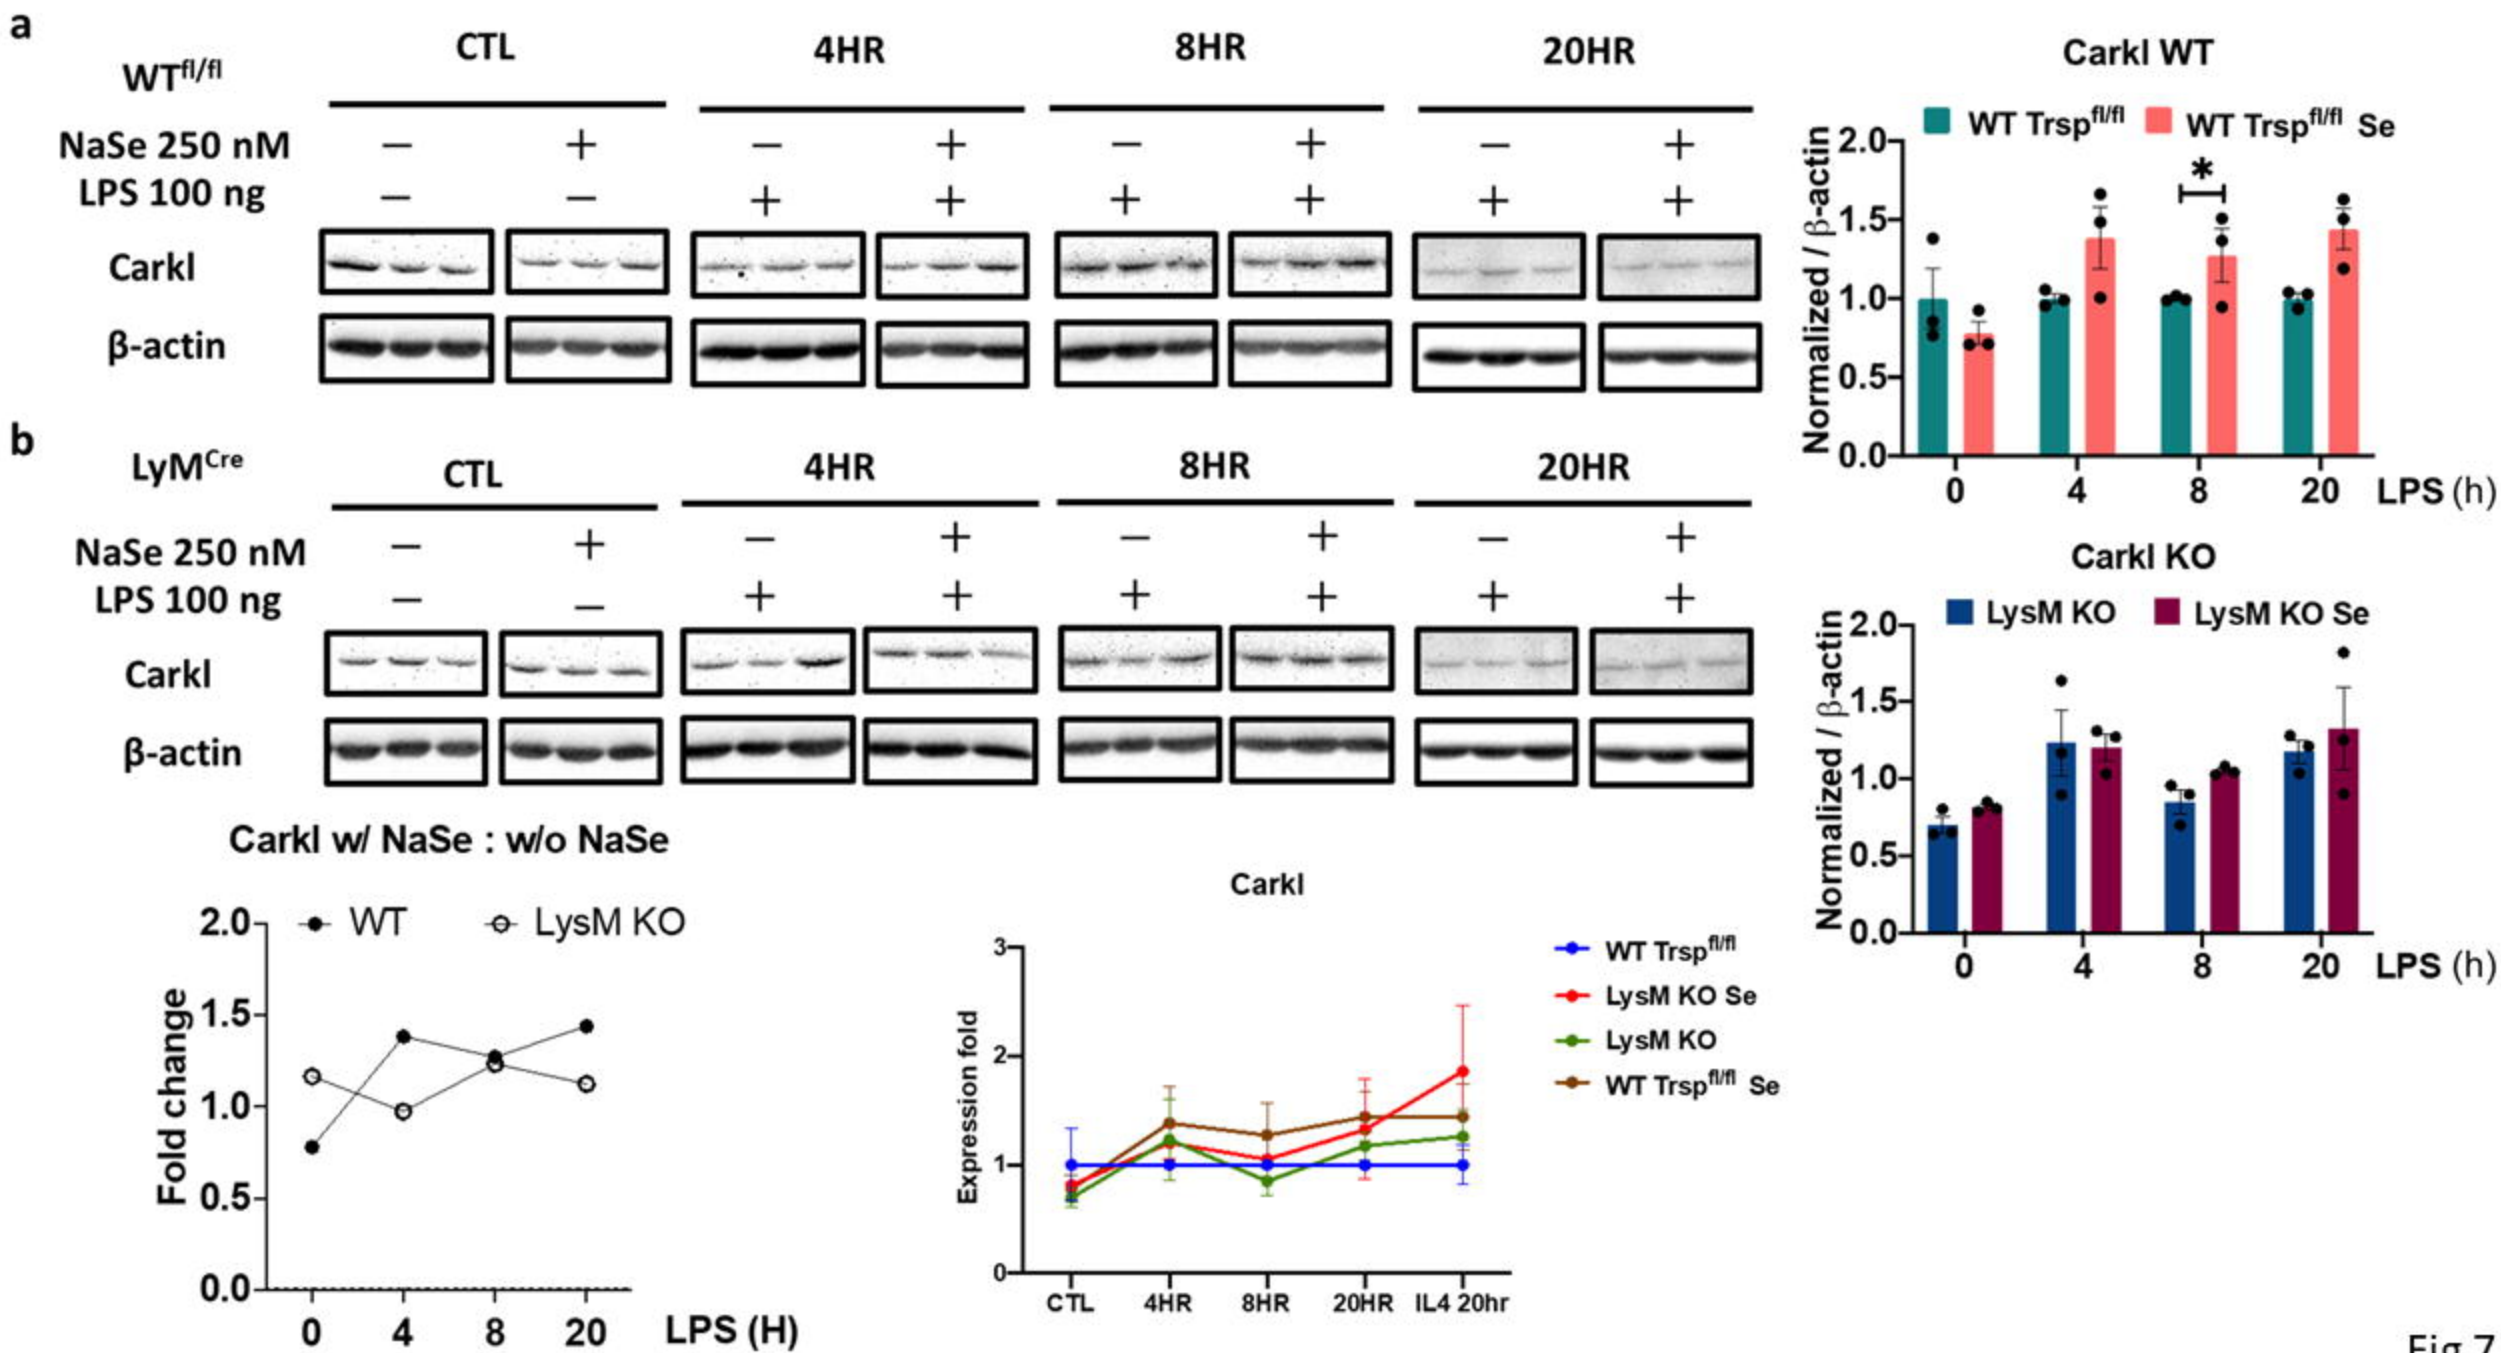 a
WTfl/fl
CTL 4HR 8HR 20HR
NaSe 250 nM − + − + − + − +
LPS 100 ng − − + + + + + +
Carkl
β-actin
Carkl WT
WT Trspfl/fl WT Trspfl/fl Se
Normalized / β-actin
2.0
*
1.5
1.0
0.5
0.0
0 4 8 20 LPS (h)
b
LyMCre
CTL 4HR 8HR 20HR
NaSe 250 nM − + − + − + − +
LPS 100 ng − − + + + + + +
Carkl
β-actin
Carkl KO
LysM KO LysM KO Se
Normalized / β-actin
2.0
1.5
1.0
0.5
0.0
0 4 8 20 LPS (h)
Carkl w/ NaSe : w/o NaSe
WT LysM KO
Fold change
2.0
1.5
1.0
0.5
0.0
0 4 8 20 LPS (H)
Carkl
Expression fold
3
2
1
0
CTL 4HR 8HR 20HR IL4 20hr
WT Trspfl/fl
LysM KO Se
LysM KO
WT Trspfl/fl Se
Fig 7